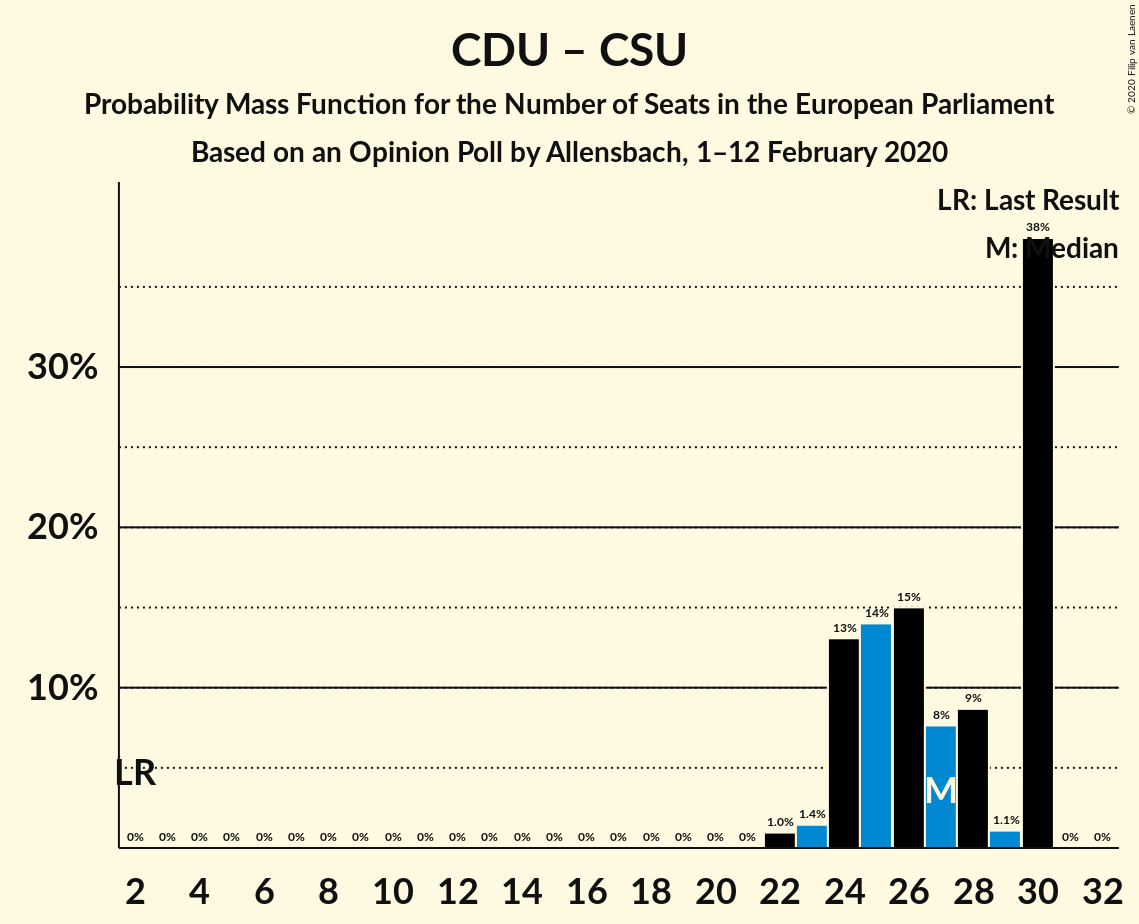 CDU – CSU
Probability Mass Function for the Number of Seats in the European Parliament
Based on an Opinion Poll by Allensbach, 1–12 February 2020
© 2020 Filip van Laenen
LR: Last Result
M: Median
38%
30%
20%
15%
14%
13%
10%
9%
8%
LR
M
0% 0% 0% 0% 0% 0% 0% 0% 0% 0% 0% 0% 0% 0% 0% 0% 0% 0% 0% 0% 1.0% 1.4% 1.1% 0% 0%
2 4 6 8 10 12 14 16 18 20 22 24 26 28 30 32